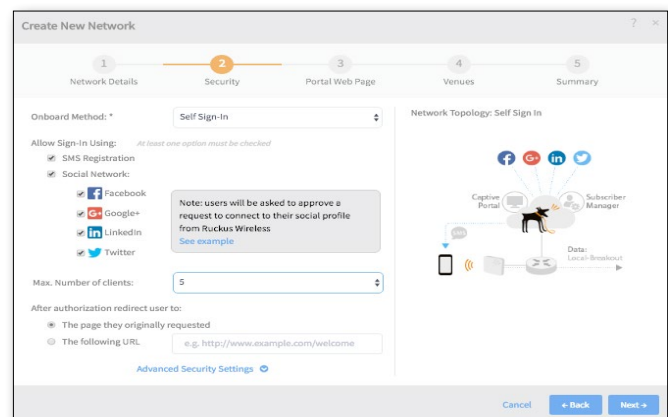 Create New Network
? ×
1 2 3 4 5
Network Details Security Portal Web Page Venues Summary
Onboard Method: * Self Sign-In
Allow Sign-In Using: At least one option must be checked
SMS Registration
Social Network:
Facebook
G+ Google+
in LinkedIn
Twitter
Note: users will be asked to approve a
request to connect to their social profile
from Ruckus Wireless
See example
Max. Number of clients: 5
After authorization redirect user to:
The page they originally requested
The following URL e.g. http://www.example.com/welcome
Advanced Security Settings
Network Topology: Self Sign In
f G+ in
Captive
Portal
Subscriber
Manager
SMS
Data:
Local-Breakout
Cancel ← Back Next →